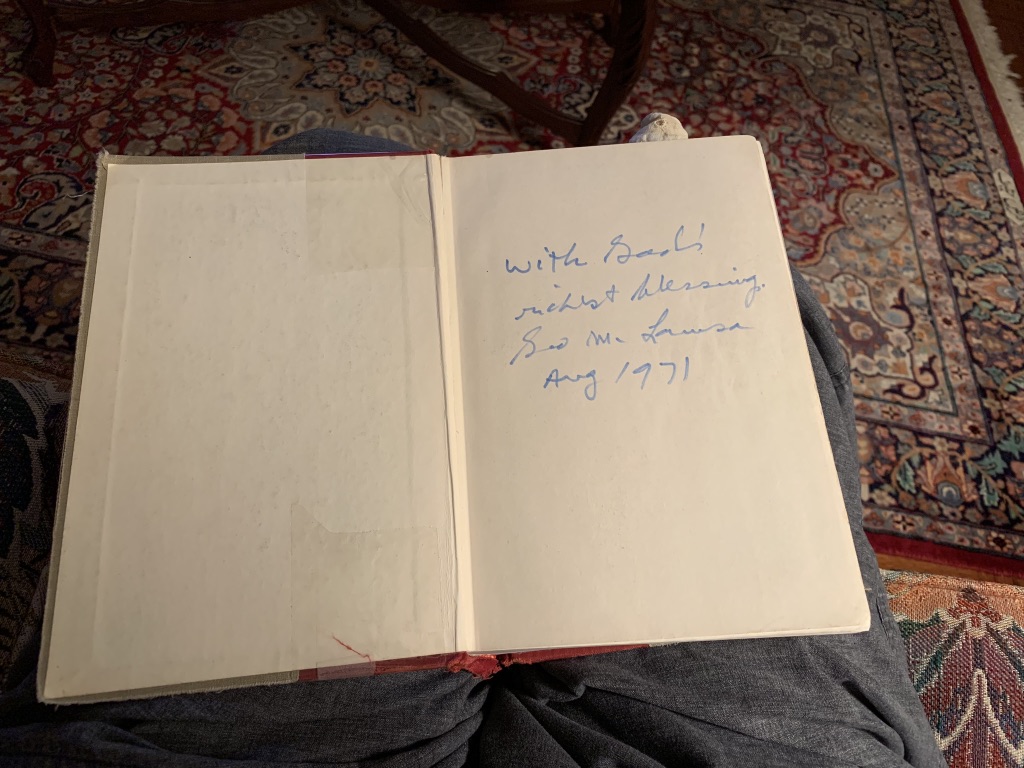 With God's
richest blessing.
Geo M. Lamsa
Aug 1971